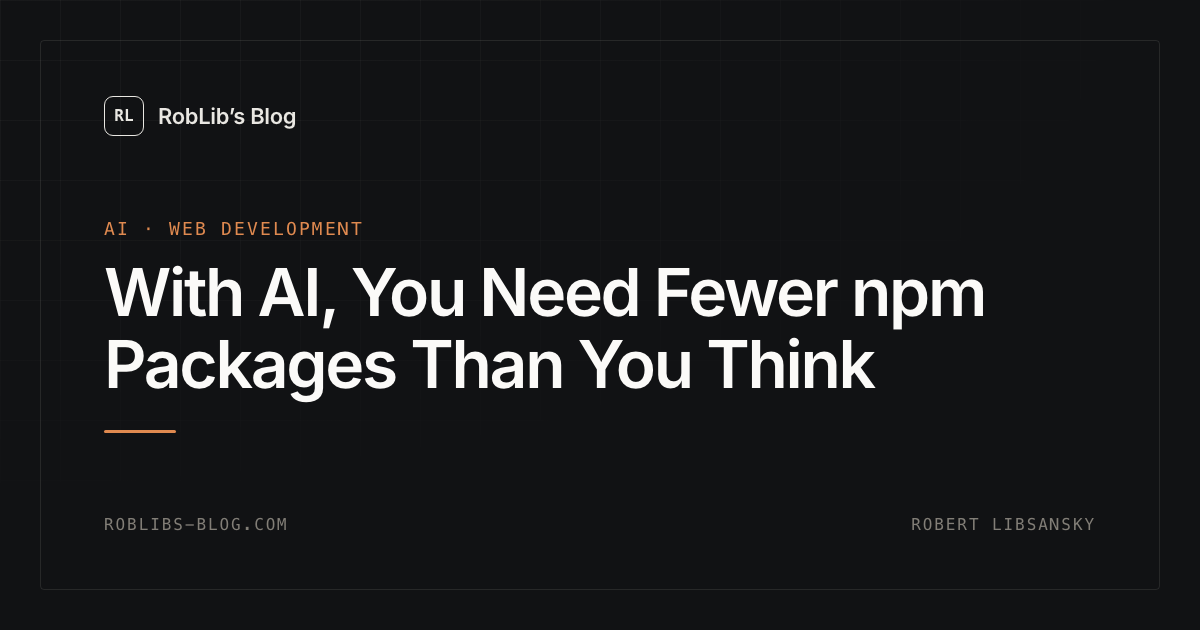 RL
RobLib’s Blog
AI · WEB DEVELOPMENT
With AI, You Need Fewer npm
Packages Than You Think
ROBLIBS-BLOG.COM
ROBERT LIBSANSKY